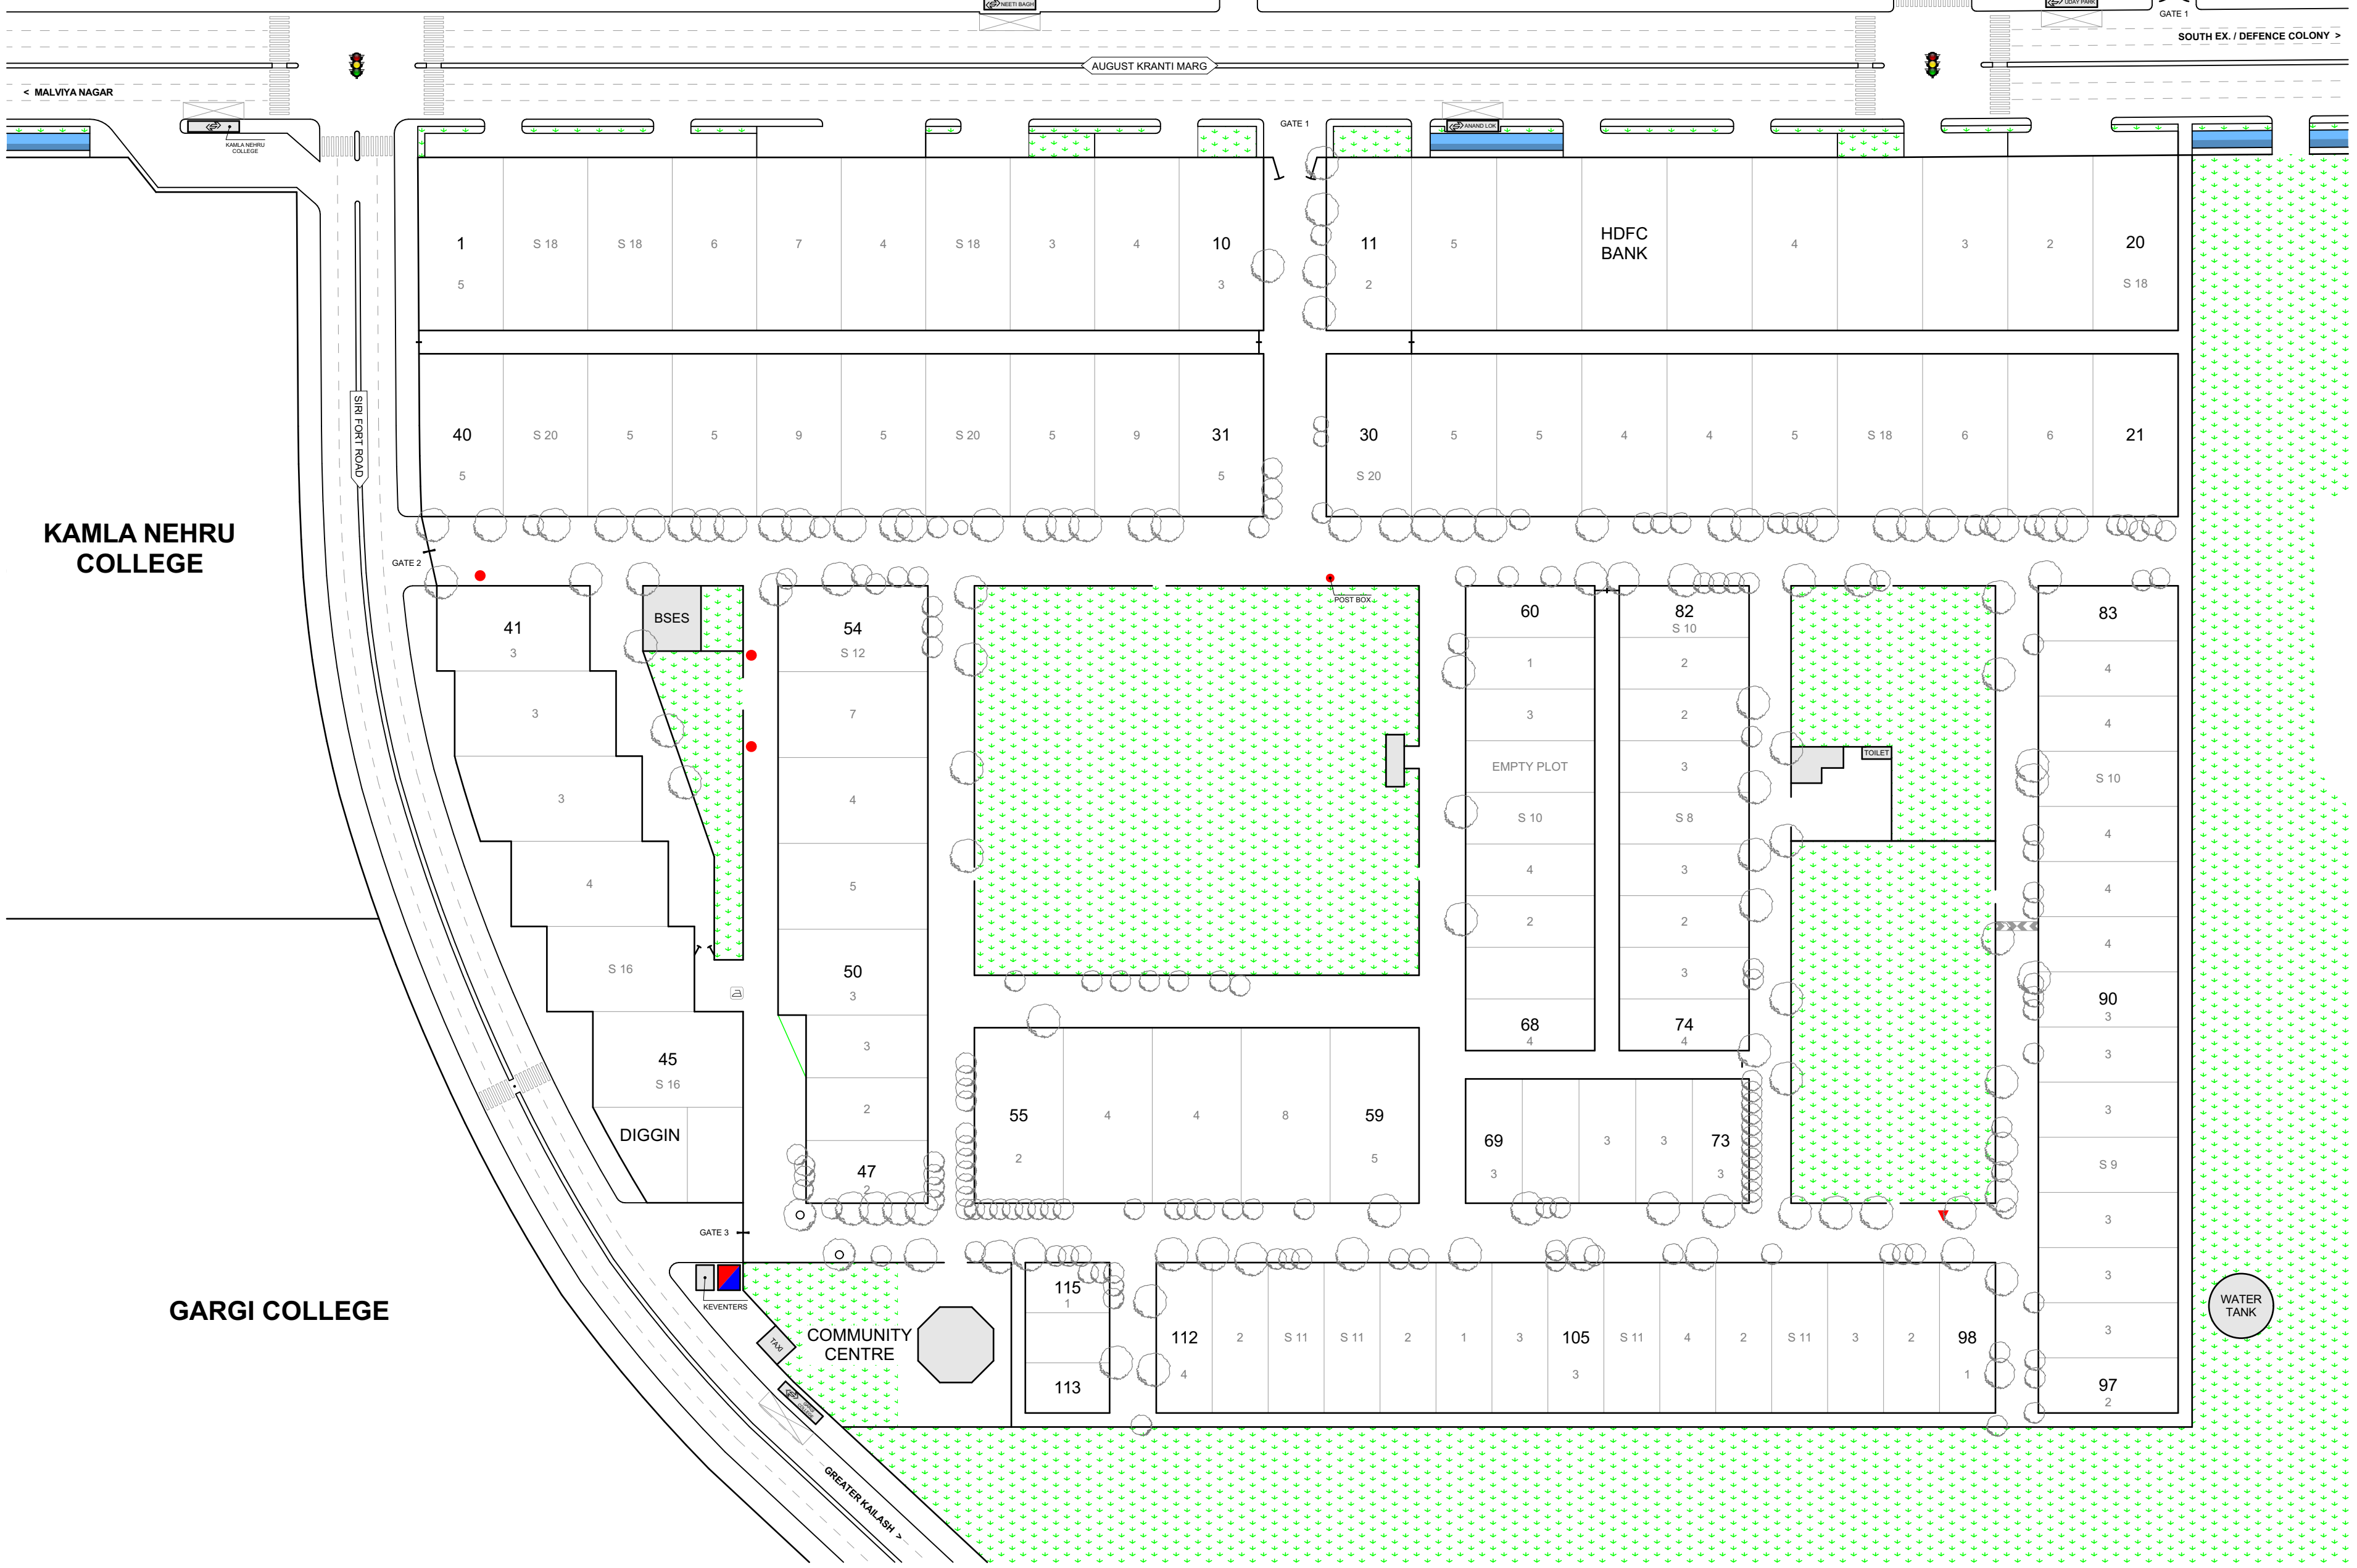 NEETI BAGH
UDAY PARK
GATE 1
SOUTH EX. / DEFENCE COLONY >
AUGUST KRANTI MARG
< MALVIYA NAGAR
KAMLA NEHRU
COLLEGE
GATE 1
ANAND LOK
1
S 18
S 18
6
7
4
S 18
3
4
10
5
3
11
5
HDFC
BANK
4
3
2
20
2
S 18
SIRI FORT ROAD
40
S 20
5
5
9
5
S 20
5
9
31
5
5
30
5
5
4
4
5
S 18
6
6
21
S 20
KAMLA NEHRU
COLLEGE
GATE 2
41
3
3
3
4
S 16
45
S 16
DIGGIN
BSES
54
S 12
7
4
5
50
3
3
2
47
2
POST BOX
60
1
3
EMPTY PLOT
S 10
4
2
68
4
82
S 10
2
2
3
S 8
3
2
3
74
4
TOILET
83
4
4
S 10
4
4
4
90
3
3
3
S 9
3
3
3
97
2
55
4
4
8
59
2
5
69
3
3
73
3
3
GATE 3
KEVENTERS
GARGI COLLEGE
TAXI
COMMUNITY
CENTRE
115
1
113
112
2
S 11
S 11
2
1
3
105
S 11
4
2
S 11
3
2
98
4
3
1
WATER
TANK
GREATER KAILASH >